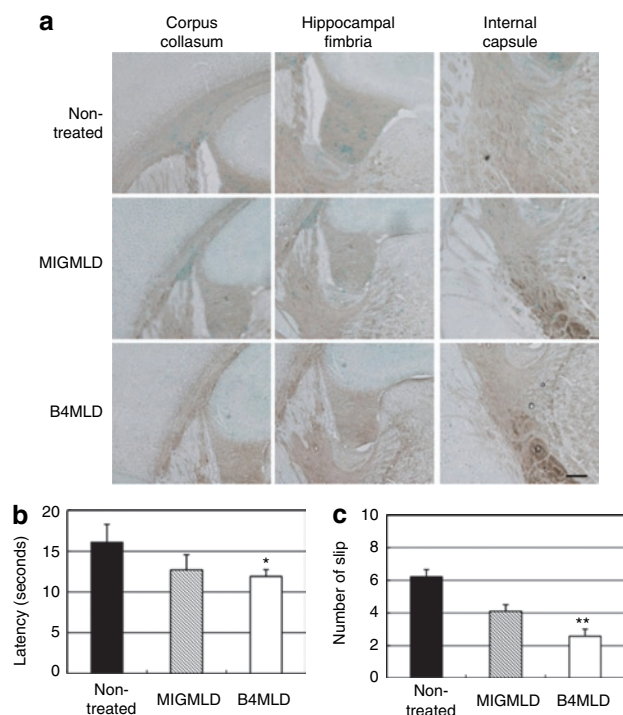 a
Corpus
collasum
Hippocampal
fimbria
Internal
capsule
Non-
treated
MIGMLD
B4MLD
b
Latency (seconds)
20
15
10
5
0
*
Non-
treated
MIGMLD
B4MLD
c
Number of slip
10
8
6
4
2
0
**
Non-
treated
MIGMLD
B4MLD